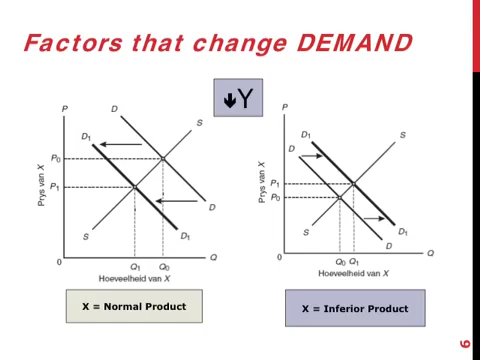 Factors that change DEMAND
🡇Y
P
D
S
D₁
P₀
P₁
Prys van X
D
S
D₁
0
Q₁ Q₀
Q
Hoeveelheid van X
X = Normal Product
P
D₁
S
D
P₁
P₀
Prys van X
D₁
S
D
0
Q₀ Q₁
Q
Hoeveelheid van X
X = Inferior Product
6